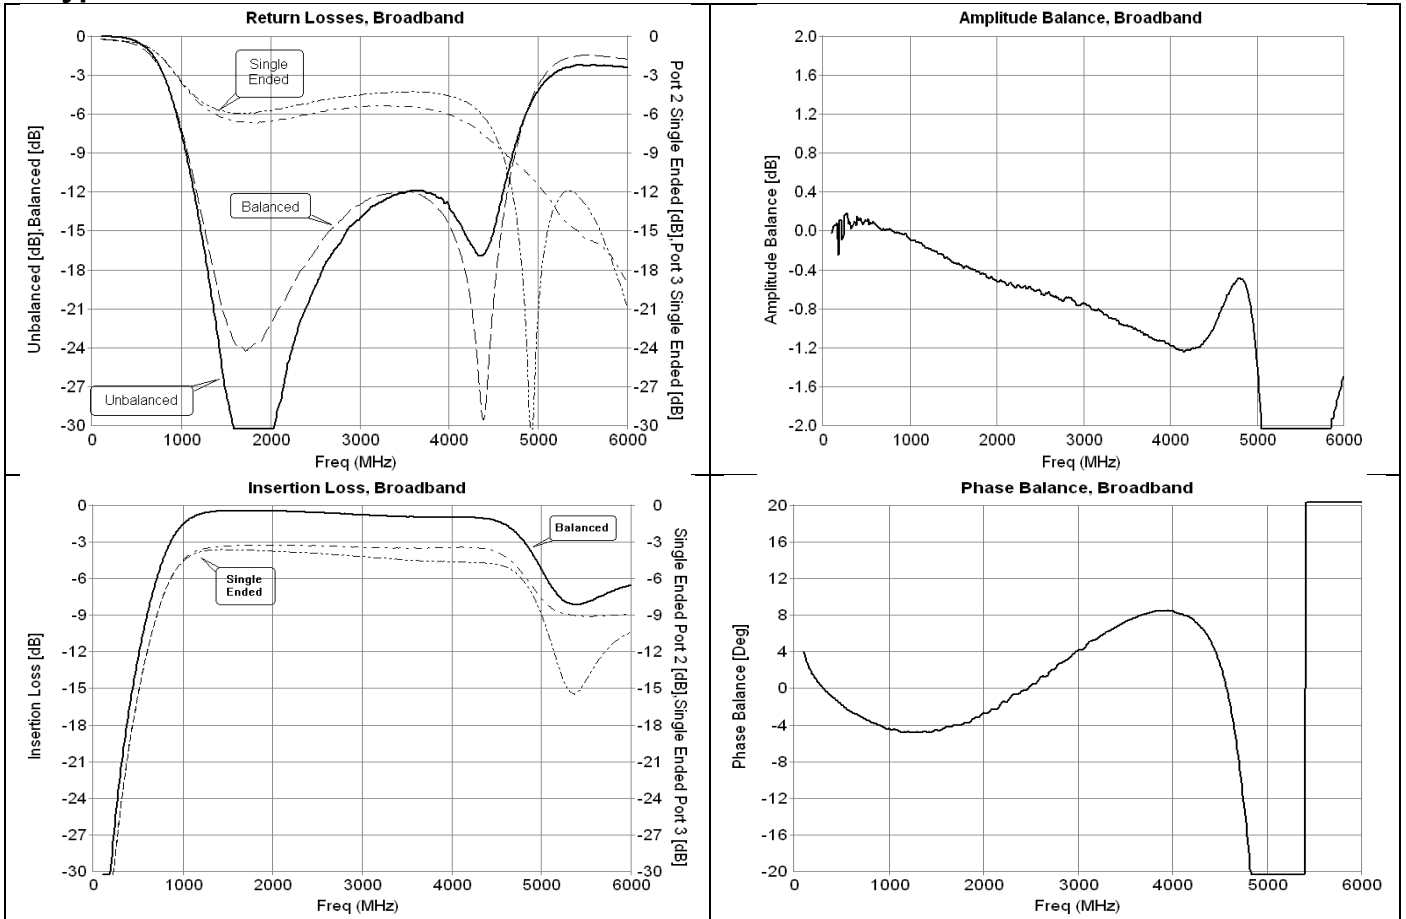 Return Losses, Broadband
0
-3
-6
-9
-12
-15
-18
-21
-24
-27
-30
0
-3
-6
-9
-12
-15
-18
-21
-24
-27
-30
0 1000 2000 3000 4000 5000 6000
Freq (MHz)
Unbalanced [dB],Balanced [dB]
Port 2 Single Ended [dB],Port 3 Single Ended [dB]
Single
Ended
Balanced
Unbalanced
Amplitude Balance, Broadband
2.0
1.6
1.2
0.8
0.4
0.0
-0.4
-0.8
-1.2
-1.6
-2.0
0 1000 2000 3000 4000 5000 6000
Freq (MHz)
Amplitude Balance [dB]
Insertion Loss, Broadband
0
-3
-6
-9
-12
-15
-18
-21
-24
-27
-30
0
-3
-6
-9
-12
-15
-18
-21
-24
-27
-30
0 1000 2000 3000 4000 5000 6000
Freq (MHz)
Insertion Loss [dB]
Single Ended Port 2 [dB],Single Ended Port 3 [dB]
Balanced
Single
Ended
Phase Balance, Broadband
20
16
12
8
4
0
-4
-8
-12
-16
-20
0 1000 2000 3000 4000 5000 6000
Freq (MHz)
Phase Balance [Deg]